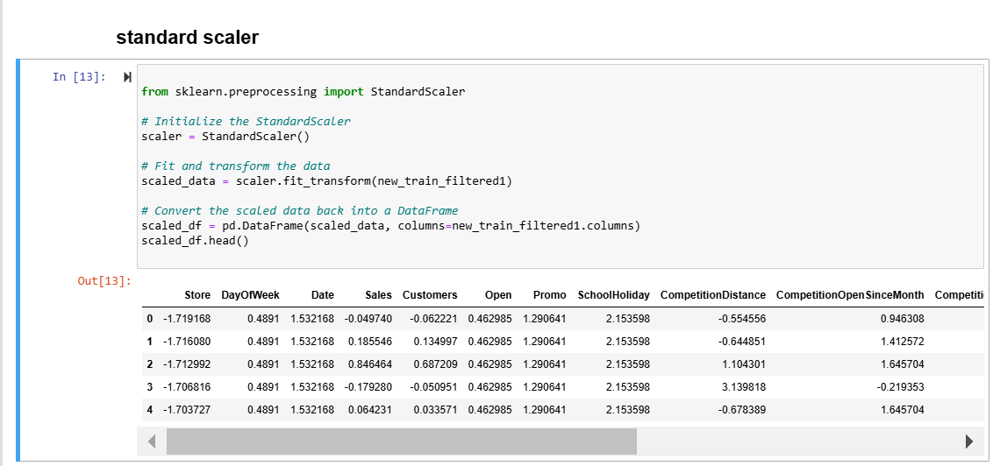 standard scaler
In [13]:
from sklearn.preprocessing import StandardScaler
# Initialize the StandardScaler
scaler = StandardScaler()
# Fit and transform the data
scaled_data = scaler.fit_transform(new_train_filtered1)
# Convert the scaled data back into a DataFrame
scaled_df = pd.DataFrame(scaled_data, columns=new_train_filtered1.columns)
scaled_df.head()
Out[13]:
Store DayOfWeek Date Sales Customers Open Promo SchoolHoliday CompetitionDistance CompetitionOpenSinceMonth Competiti
0 -1.719168 0.4891 1.532168 -0.049740 -0.062221 0.462985 1.290641 2.153598 -0.554556 0.946308
1 -1.716080 0.4891 1.532168 0.185546 0.134997 0.462985 1.290641 2.153598 -0.644851 1.412572
2 -1.712992 0.4891 1.532168 0.846464 0.687209 0.462985 1.290641 2.153598 1.104301 1.645704
3 -1.706816 0.4891 1.532168 -0.179280 -0.050951 0.462985 1.290641 2.153598 3.139818 -0.219353
4 -1.703727 0.4891 1.532168 0.064231 0.033571 0.462985 1.290641 2.153598 -0.678389 1.645704